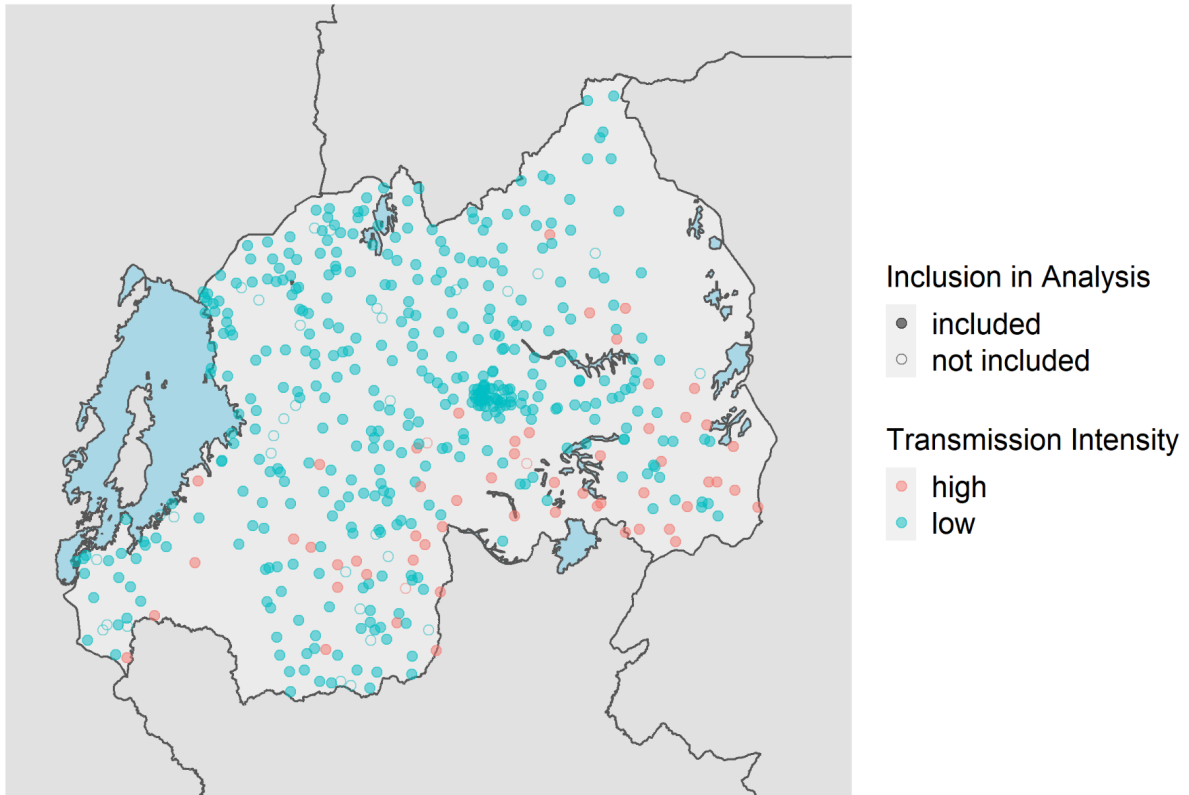 Inclusion in Analysis
included
not included
Transmission Intensity
high
low